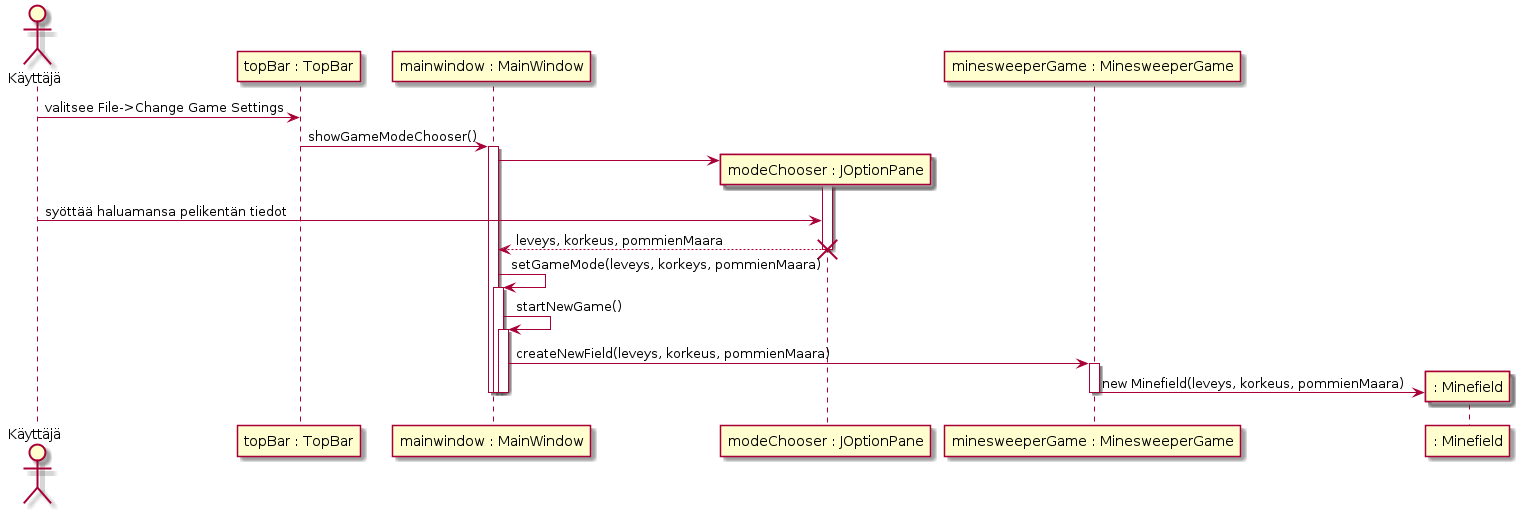 Käyttäjä
topBar : TopBar
mainwindow : MainWindow
minesweeperGame : MinesweeperGame
valitsee File->Change Game Settings
showGameModeChooser()
modeChooser : JOptionPane
syöttää haluamansa pelikentän tiedot
leveys, korkeus, pommienMaara
setGameMode(leveys, korkeys, pommienMaara)
startNewGame()
createNewField(leveys, korkeus, pommienMaara)
new Minefield(leveys, korkeus, pommienMaara)
: Minefield
Käyttäjä
topBar : TopBar
mainwindow : MainWindow
modeChooser : JOptionPane
minesweeperGame : MinesweeperGame
: Minefield